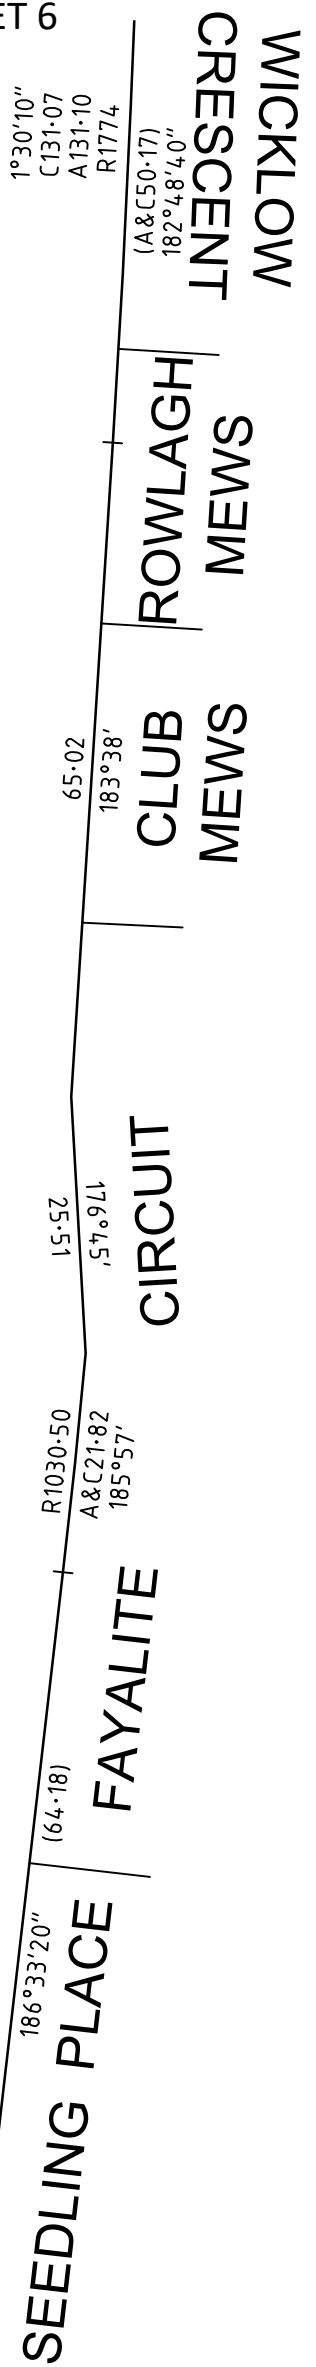 ET 6
1°30'10"
C131·07
A131·10
R1774
(A&C50·17)
182°48'40"
WICKLOW
CRESCENT
ROWLAGH
MEWS
65·02
183°38'
CLUB
MEWS
176°45'
25·51
CIRCUIT
R1030·50
A&C21·82
185°57'
FAYALITE
(64·18)
186°33'20"
SEEDLING PLACE